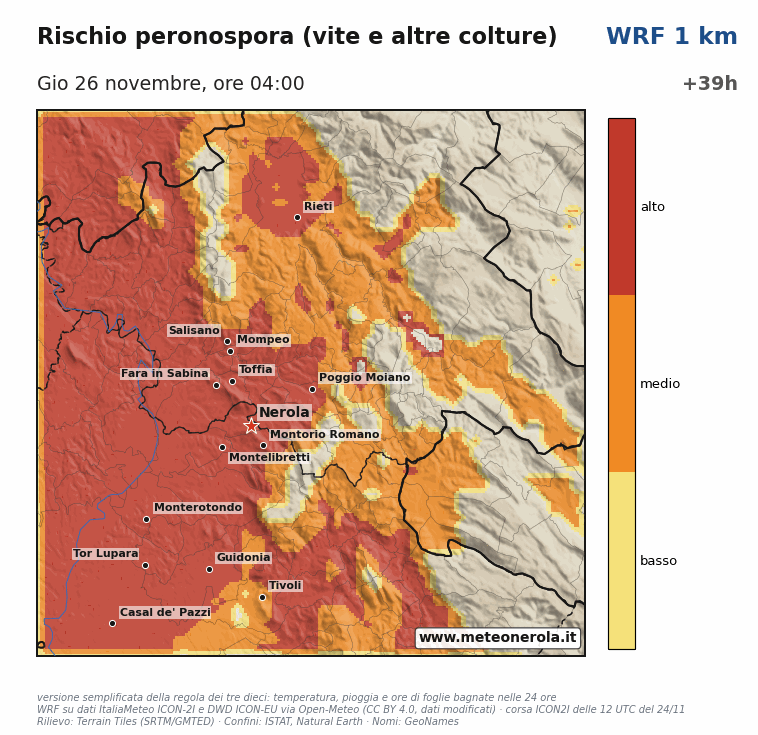 Rischio peronospora (vite e altre colture)
WRF 1 km
Gio 26 novembre, ore 04:00
+39h
alto
Rieti
Salisano
Mompeo
Toffia
Fara in Sabina
Poggio Moiano
medio
Nerola
Montorio Romano
Montelibretti
Monterotondo
Tor Lupara
Guidonia
basso
Tivoli
Casal de' Pazzi
www.meteonerola.it
versione semplificata della regola dei tre dieci: temperatura, pioggia e ore di foglie bagnate nelle 24 ore
WRF su dati ItaliaMeteo ICON-2I e DWD ICON-EU via Open-Meteo (CC BY 4.0, dati modificati) · corsa ICON2I delle 12 UTC del 24/11
Rilievo: Terrain Tiles (SRTM/GMTED) · Confini: ISTAT, Natural Earth · Nomi: GeoNames